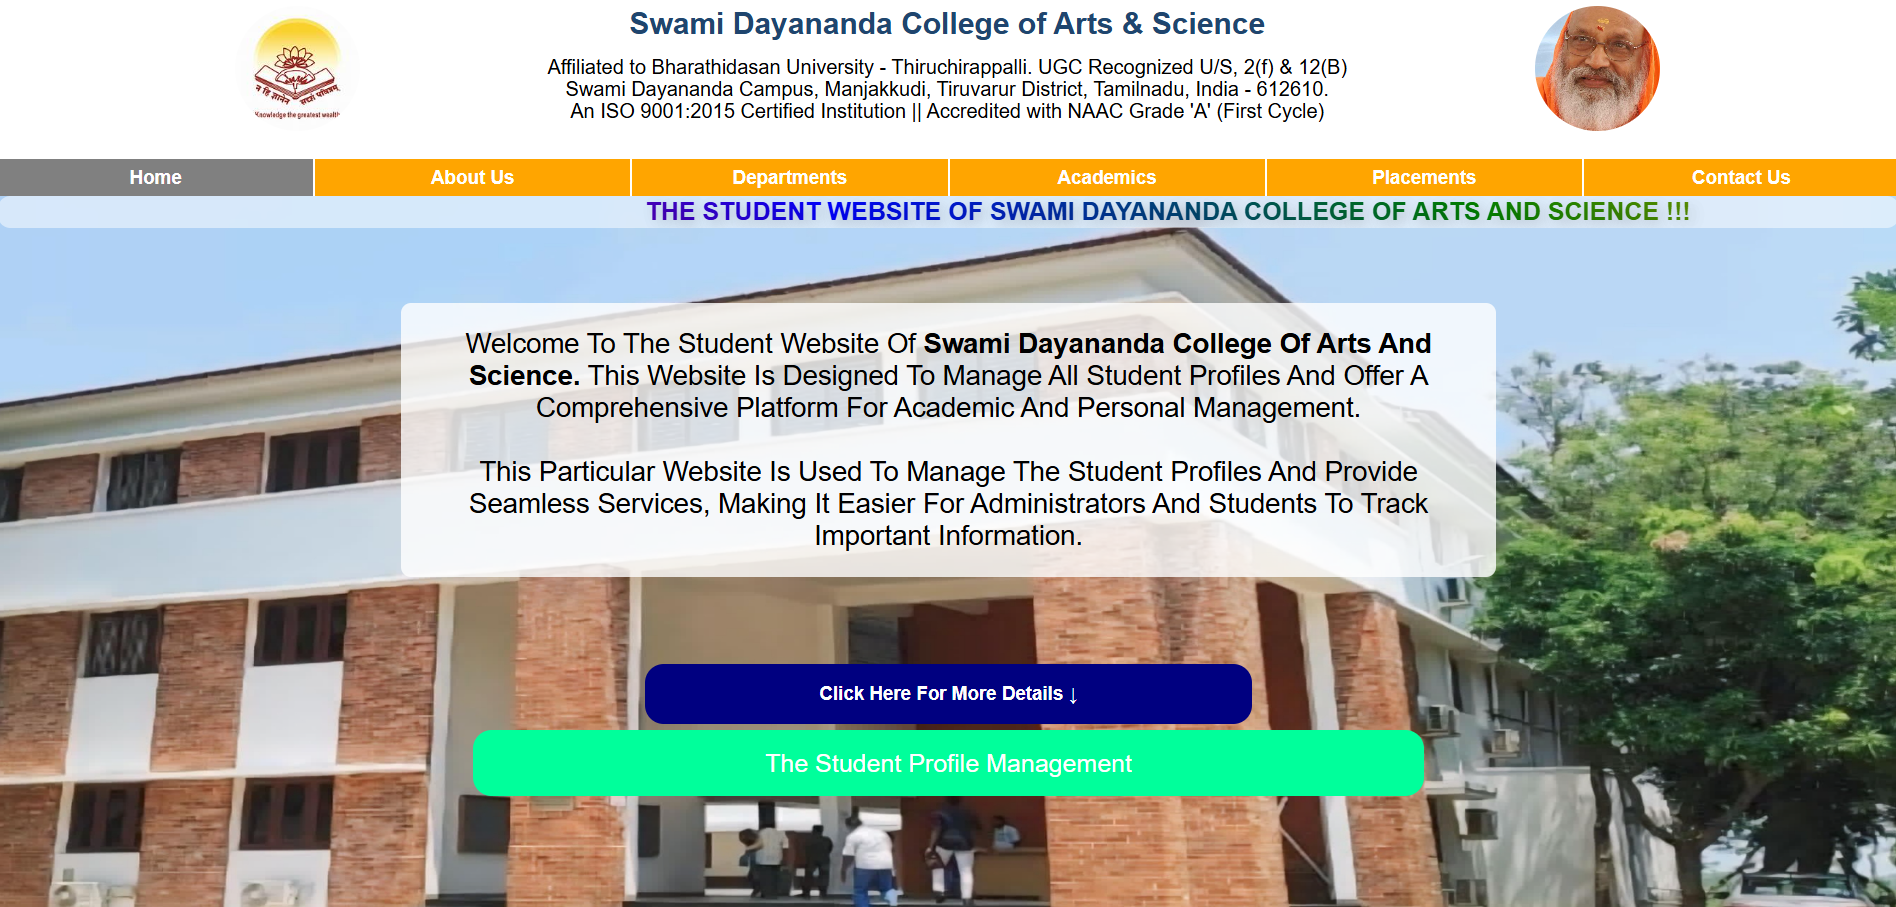 Swami Dayananda College of Arts & Science
Affiliated to Bharathidasan University - Thiruchirappalli. UGC Recognized U/S, 2(f) & 12(B)
Swami Dayananda Campus, Manjakkudi, Tiruvarur District, Tamilnadu, India - 612610.
An ISO 9001:2015 Certified Institution || Accredited with NAAC Grade 'A' (First Cycle)
न हि ज्ञानेन सदृशं पवित्रम्
Knowledge the greatest wealth
Home
About Us
Departments
Academics
Placements
Contact Us
THE STUDENT WEBSITE OF SWAMI DAYANANDA COLLEGE OF ARTS AND SCIENCE !!!
Welcome To The Student Website Of Swami Dayananda College Of Arts And
Science. This Website Is Designed To Manage All Student Profiles And Offer A
Comprehensive Platform For Academic And Personal Management.
This Particular Website Is Used To Manage The Student Profiles And Provide
Seamless Services, Making It Easier For Administrators And Students To Track
Important Information.
Click Here For More Details ↓
The Student Profile Management